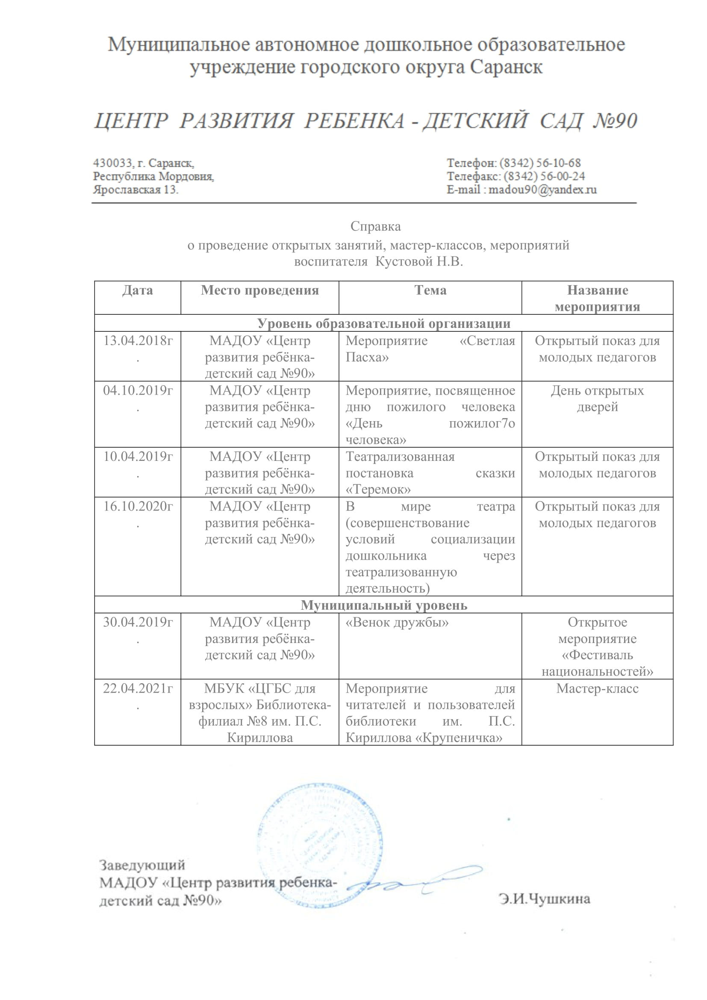 Муниципальное автономное дошкольное образовательное
учреждение городского округа Саранск
ЦЕНТР РАЗВИТИЯ РЕБЕНКА - ДЕТСКИЙ САД №90
430033, г. Саранск,
Республика Мордовия,
Ярославская 13.
Телефон: (8342) 56-10-68
Телефакс: (8342) 56-00-24
E-mail : madou90@yandex.ru
Справка
о проведение открытых занятий, мастер-классов, мероприятий
воспитателя Кустовой Н.В.
Дата
Место проведения
Тема
Название
мероприятия
Уровень образовательной организации
13.04.2018г
.
МАДОУ «Центр
развития ребёнка-
детский сад №90»
Мероприятие «Светлая
Пасха»
Открытый показ для
молодых педагогов
04.10.2019г
.
МАДОУ «Центр
развития ребёнка-
детский сад №90»
Мероприятие, посвященное
дню пожилого человека
«День пожилог7о
человека»
День открытых
дверей
10.04.2019г
.
МАДОУ «Центр
развития ребёнка-
детский сад №90»
Театрализованная
постановка сказки
«Теремок»
Открытый показ для
молодых педагогов
16.10.2020г
.
МАДОУ «Центр
развития ребёнка-
детский сад №90»
В мире театра
(совершенствование
условий социализации
дошкольника через
театрализованную
деятельность)
Открытый показ для
молодых педагогов
Муниципальный уровень
30.04.2019г
.
МАДОУ «Центр
развития ребёнка-
детский сад №90»
«Венок дружбы»
Открытое
мероприятие
«Фестиваль
национальностей»
22.04.2021г
.
МБУК «ЦГБС для
взрослых» Библиотека-
филиал №8 им. П.С.
Кириллова
Мероприятие для
читателей и пользователей
библиотеки им. П.С.
Кириллова «Крупеничка»
Мастер-класс
Заведующий
МАДОУ «Центр развития ребенка-
детский сад №90»
Э.И.Чушкина